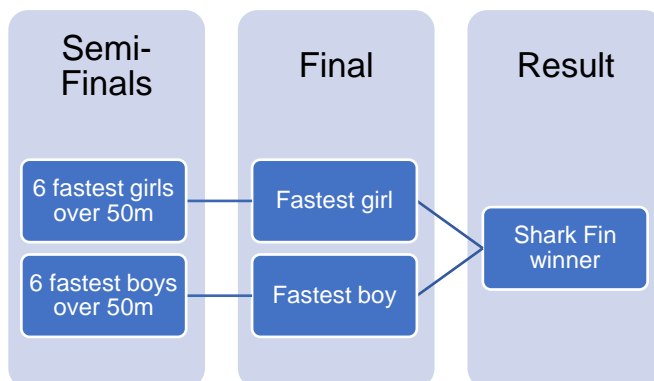 Semi-
Finals
Final
Result
6 fastest girls
over 50m
Fastest girl
6 fastest boys
over 50m
Fastest boy
Shark Fin
winner